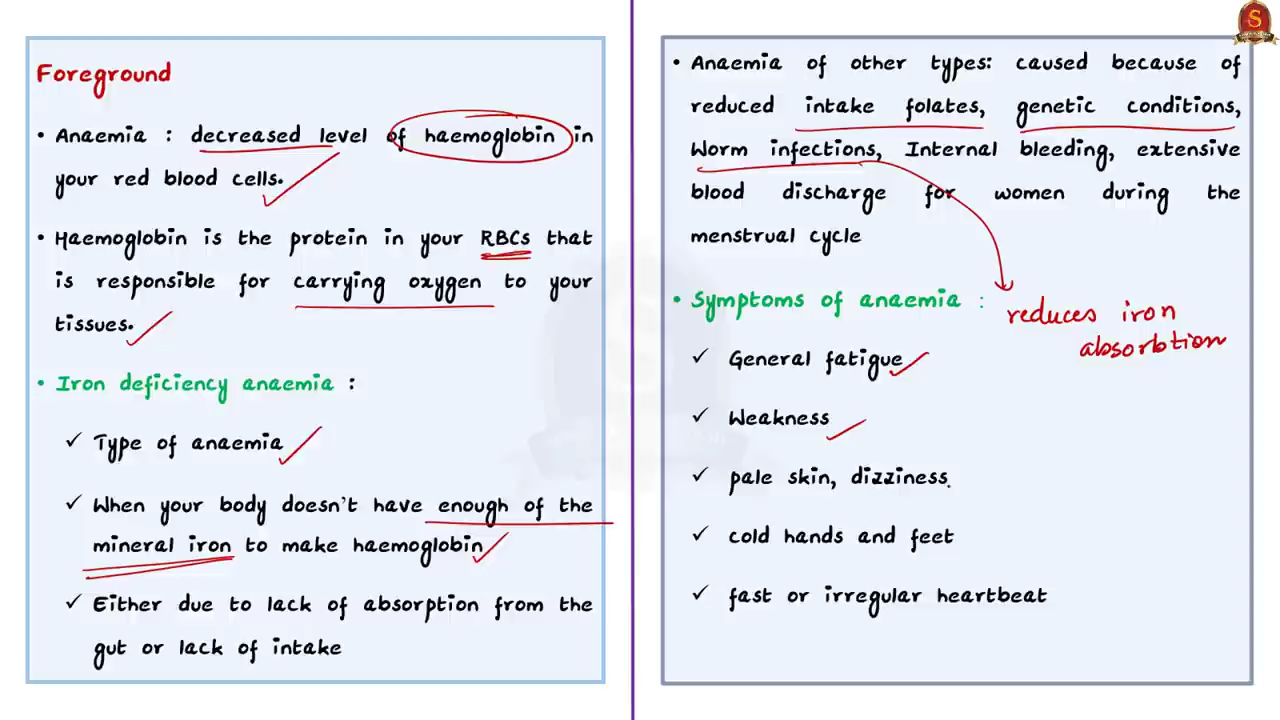 Foreground
• Anaemia : decreased level of haemoglobin in
your red blood cells.
• Haemoglobin is the protein in your RBCs that
is responsible for carrying oxygen to your
tissues.
• Iron deficiency anaemia :
✓ Type of anaemia
✓ When your body doesn't have enough of the
mineral iron to make haemoglobin
✓ Either due to lack of absorption from the
gut or lack of intake
• Anaemia of other types: caused because of
reduced intake folates, genetic conditions,
Worm infections, Internal bleeding, extensive
blood discharge for women during the
menstrual cycle
• Symptoms of anaemia :
reduces iron
absorbtion
✓ General fatigue
✓ Weakness
✓ pale skin, dizziness.
✓ cold hands and feet
✓ fast or irregular heartbeat
S